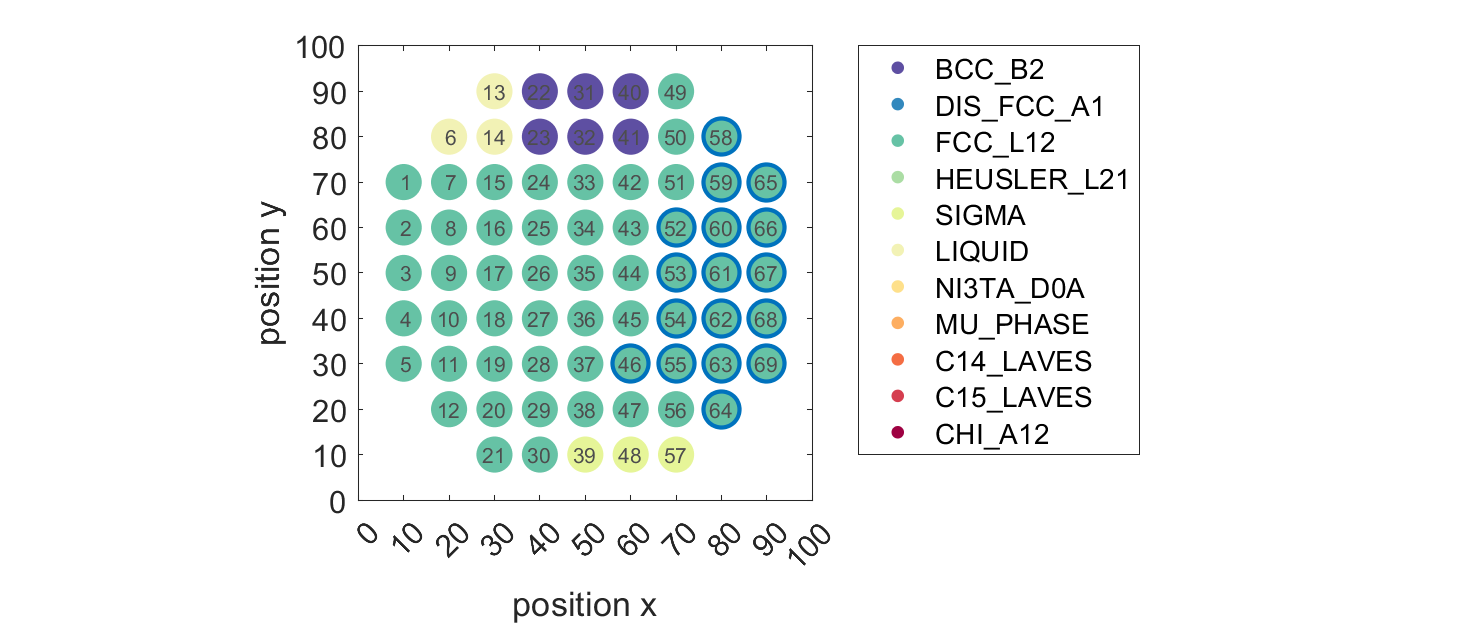 100
90
80
70
60
50
40
30
20
10
0
position y
13 22 31 40 49
6 14 23 32 41 50 58
1 7 15 24 33 42 51 59 65
2 8 16 25 34 43 52 60 66
3 9 17 26 35 44 53 61 67
4 10 18 27 36 45 54 62 68
5 11 19 28 37 46 55 63 69
12 20 29 38 47 56 64
21 30 39 48 57
0 10 20 30 40 50 60 70 80 90 100
position x
BCC_B2
DIS_FCC_A1
FCC_L12
HEUSLER_L21
SIGMA
LIQUID
NI3TA_D0A
MU_PHASE
C14_LAVES
C15_LAVES
CHI_A12